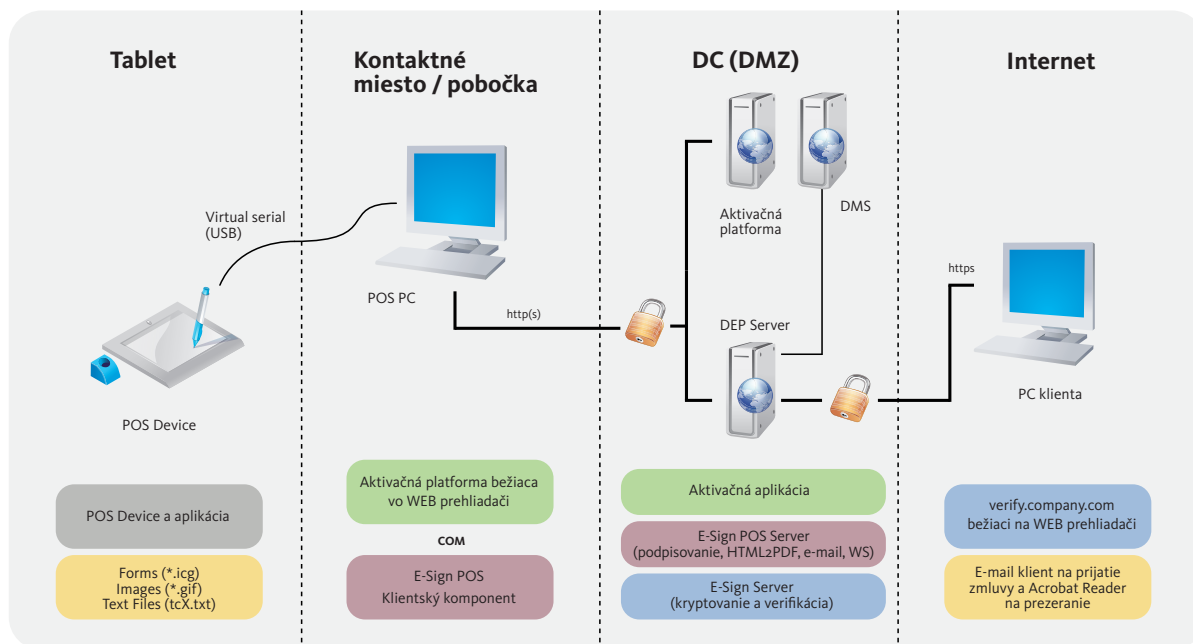 Tablet
Kontaktné
miesto / pobočka
DC (DMZ)
Internet
Virtual serial
(USB)
POS Device
POS PC
http(s)
Aktivačná
platforma
DMS
DEP Server
https
PC klienta
POS Device a aplikácia
Forms (*.icg)
Images (*.gif)
Text Files (tcX.txt)
Aktivačná platforma bežiaca
vo WEB prehliadači
COM
E-Sign POS
Klientský komponent
Aktivačná aplikácia
E-Sign POS Server
(podpisovanie, HTML2PDF, e-mail, WS)
E-Sign Server
(kryptovanie a verifikácia)
verify.company.com
bežiaci na WEB prehliadači
E-mail klient na prijatie
zmluvy a Acrobat Reader
na prezeranie